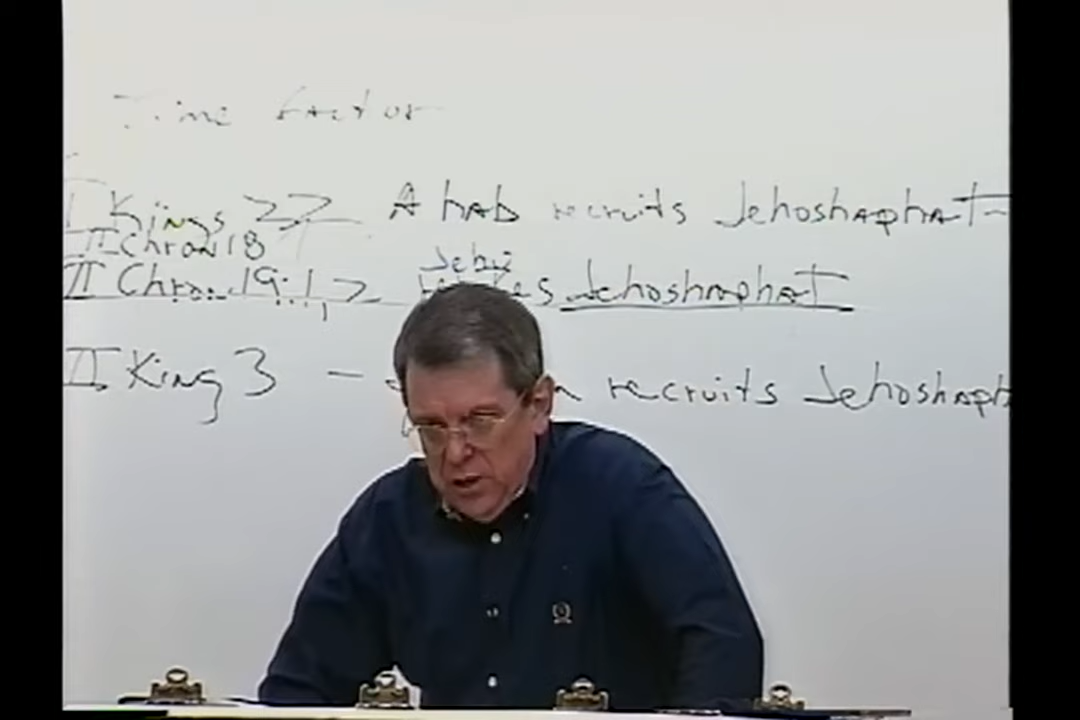 Time factor
I Kings 22 Ahab recruits Jehoshaphat-
II Chron 18
Jehu
II Chron. 19:1,2 Jehoshaphat
II King 3 - recruits Jehoshaph